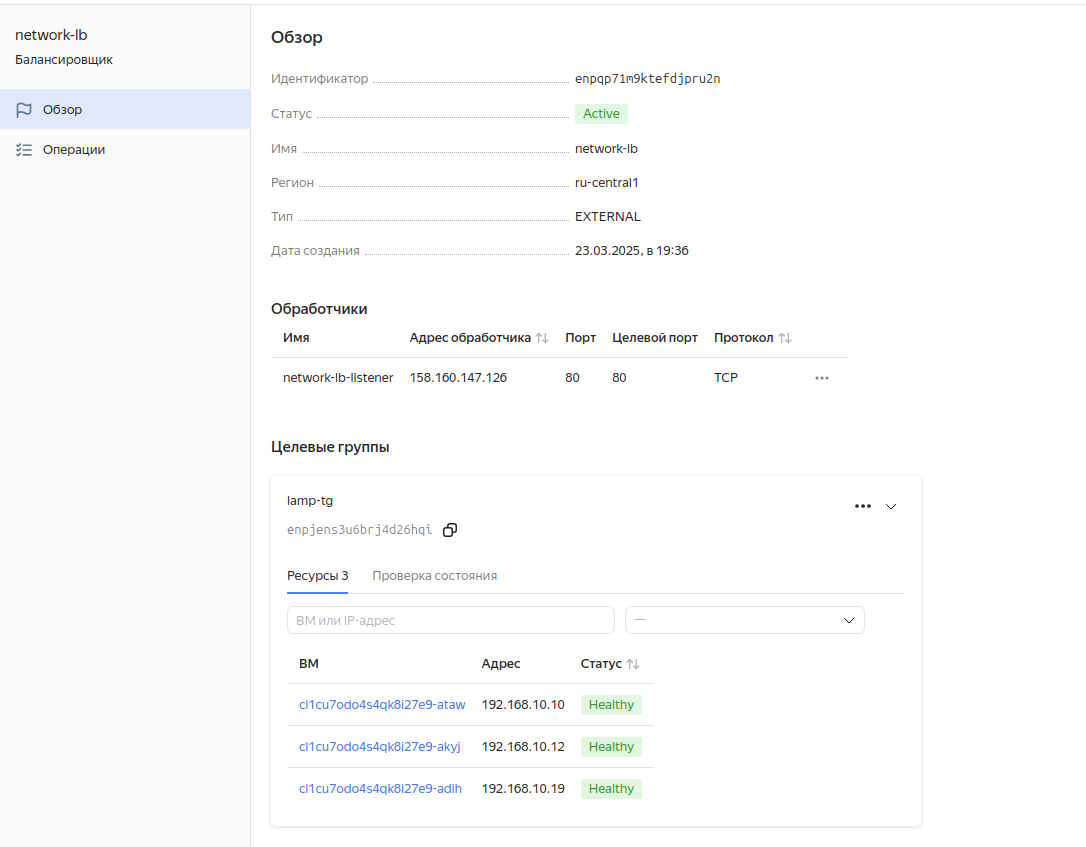 network-lb
Балансировщик
Обзор
Операции
Обзор
Идентификатор enpqp71m9ktefdjpru2n
Статус Active
Имя network-lb
Регион ru-central1
Тип EXTERNAL
Дата создания 23.03.2025, в 19:36
Обработчики
Имя Адрес обработчика Порт Целевой порт Протокол
network-lb-listener 158.160.147.126 80 80 TCP
Целевые группы
lamp-tg
enpjens3u6brj4d26hqi
Ресурсы 3 Проверка состояния
ВМ или IP-адрес —
ВМ Адрес Статус
cl1cu7odo4s4qk8i27e9-ataw 192.168.10.10 Healthy
cl1cu7odo4s4qk8i27e9-akyj 192.168.10.12 Healthy
cl1cu7odo4s4qk8i27e9-adih 192.168.10.19 Healthy